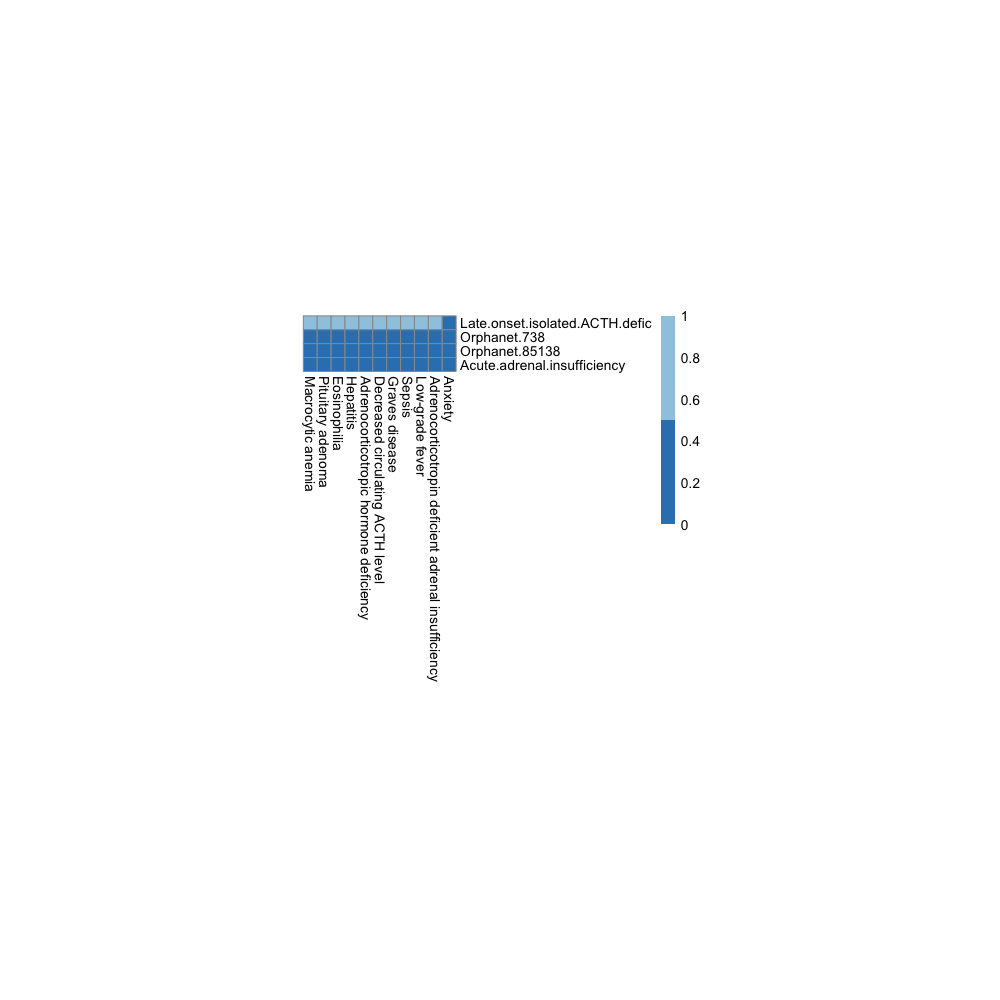 Late.onset.isolated.ACTH.defic
Orphanet.738
Orphanet.85138
Acute.adrenal.insufficiency
1
0.8
0.6
0.4
0.2
0
Macrocytic anemia
Pituitary adenoma
Eosinophilia
Hepatitis
Adrenocorticotropic hormone deficiency
Decreased circulating ACTH level
Graves disease
Sepsis
Low-grade fever
Adrenocorticotropin deficient adrenal insufficiency
Anxiety